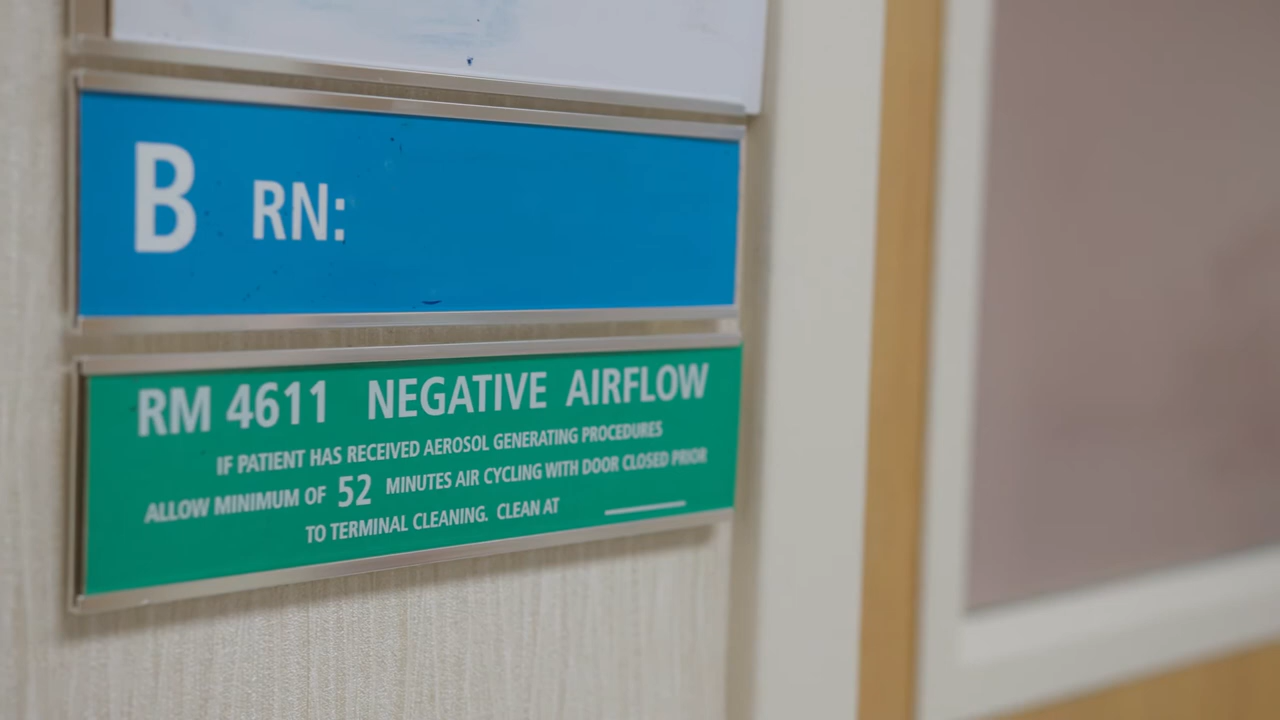 B RN:
RM 4611 NEGATIVE AIRFLOW
IF PATIENT HAS RECEIVED AEROSOL GENERATING PROCEDURES
ALLOW MINIMUM OF 52 MINUTES AIR CYCLING WITH DOOR CLOSED PRIOR
TO TERMINAL CLEANING. CLEAN AT ______